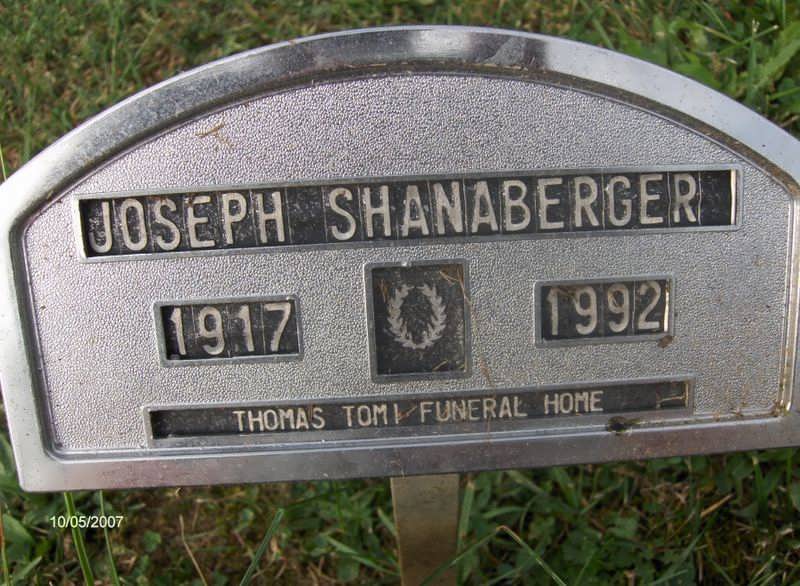 JOSEPH SHANABERGER
1917 1992
THOMAS TOMI FUNERAL HOME
10/05/2007